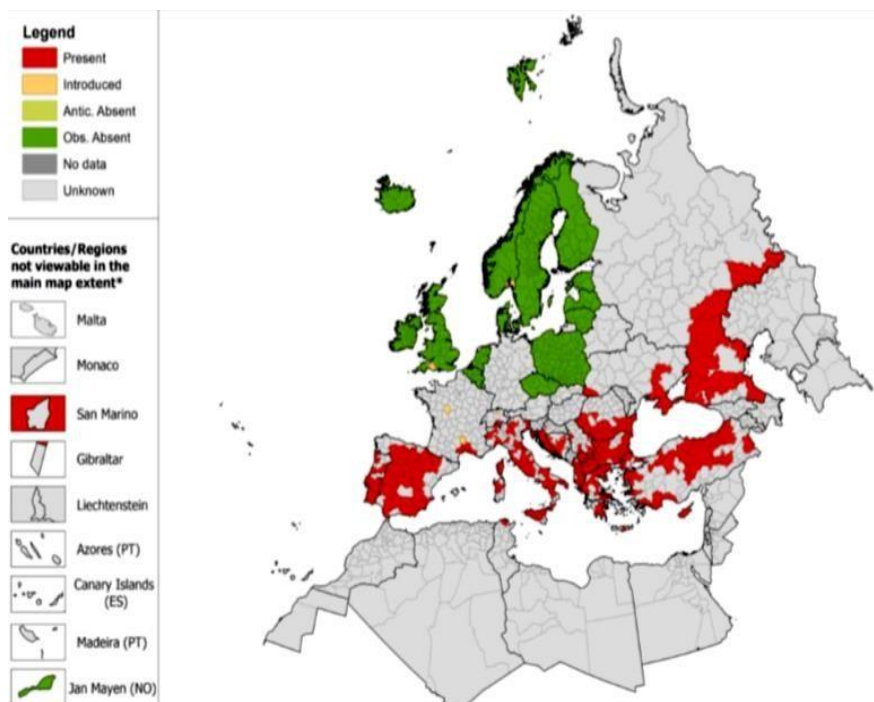 Legend
Present
Introduced
Antic. Absent
Obs. Absent
No data
Unknown
Countries/Regions
not viewable in the
main map extent*
Malta
Monaco
San Marino
Gibraltar
Liechtenstein
Azores (PT)
Canary Islands
(ES)
Madeira (PT)
Jan Mayen (NO)